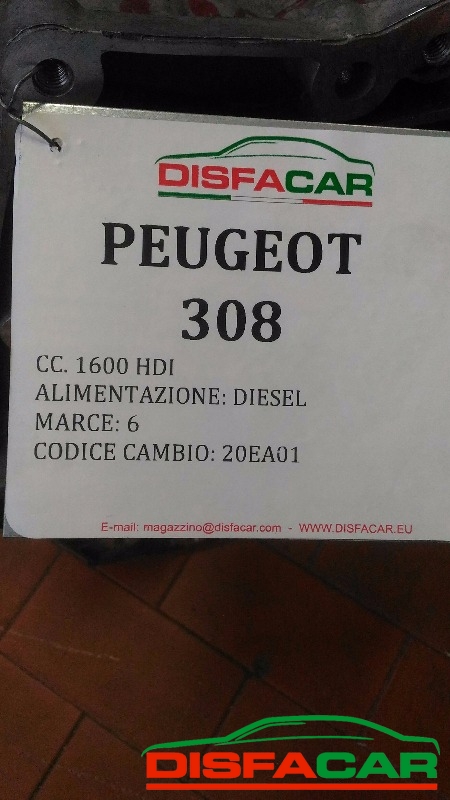 DISFACAR
PEUGEOT
308
CC. 1600 HDI
ALIMENTAZIONE: DIESEL
MARCE: 6
CODICE CAMBIO: 20EA01
E-mail: magazzino@disfacar.com - WWW.DISFACAR.EU
DISFACAR